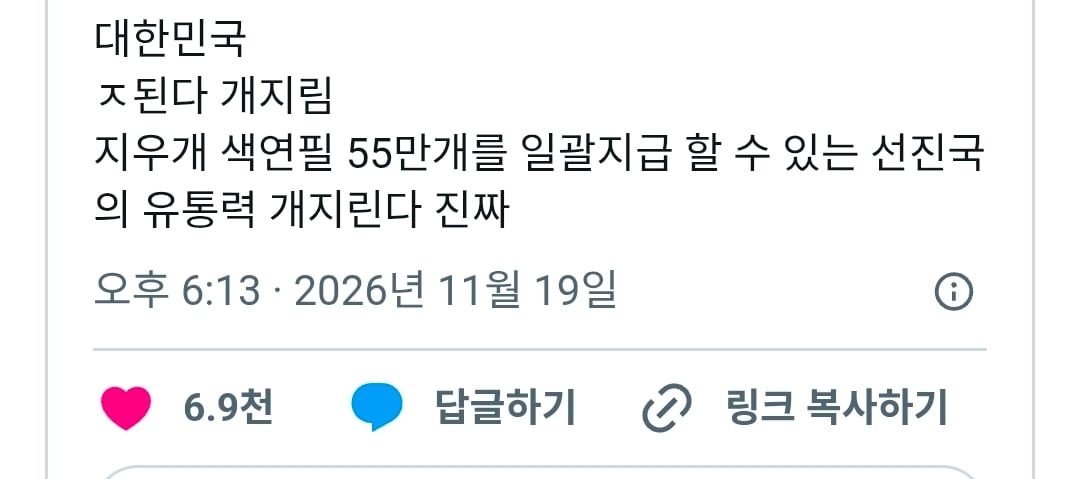 대한민국
ㅈ된다 개지림
지우개 색연필 55만개를 일괄지급 할 수 있는 선진국
의 유통력 개지린다 진짜
오후 6:13 · 2026년 11월 19일
6.9천 답글하기 링크 복사하기